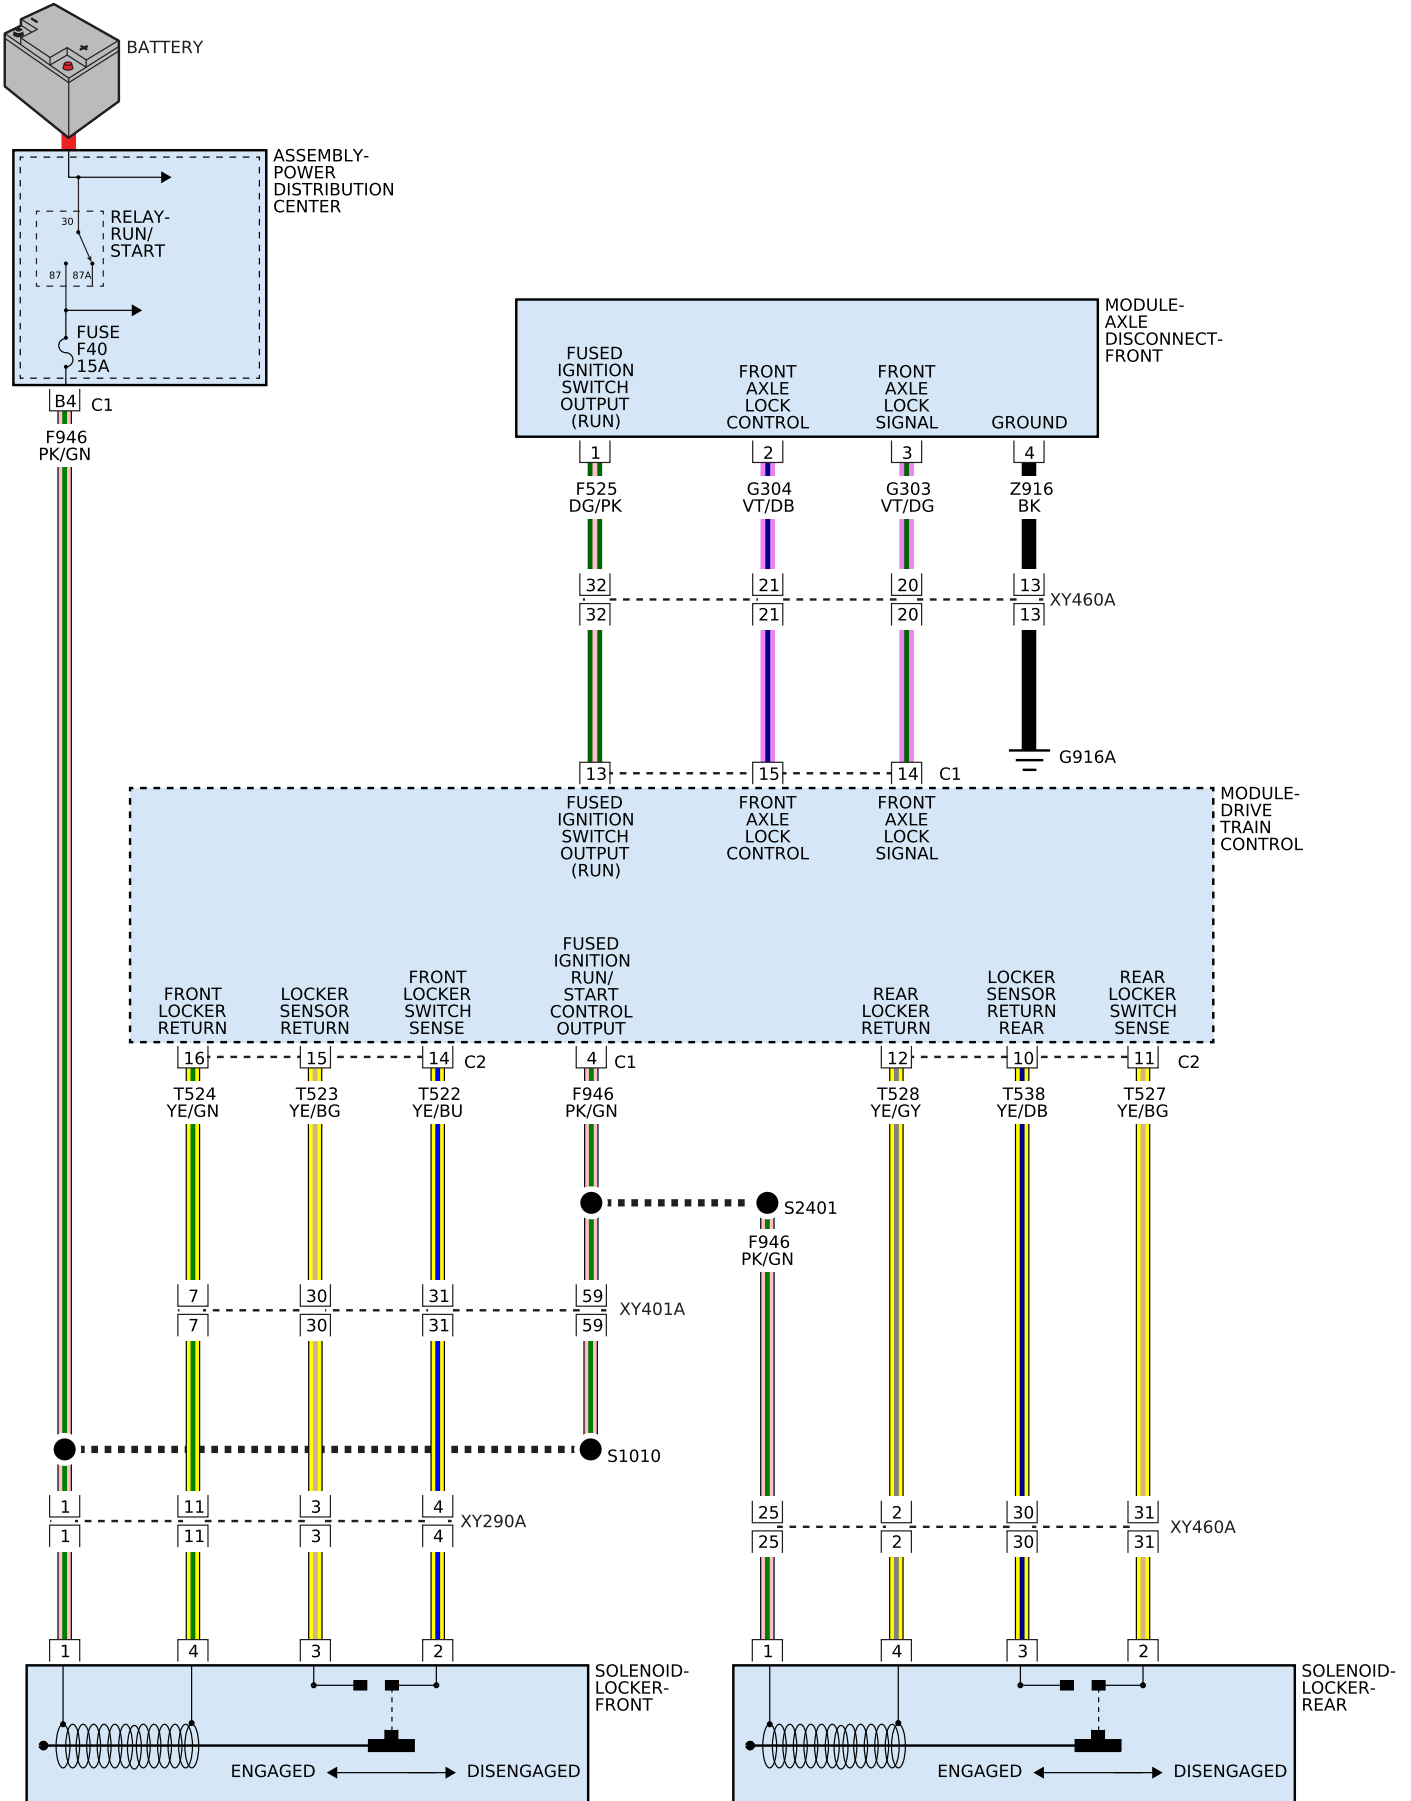 BATTERY
ASSEMBLY-
POWER
DISTRIBUTION
CENTER
30
RELAY-
RUN/
START
87 87A
FUSE
F40
15A
B4 C1
F946
PK/GN
MODULE-
AXLE
DISCONNECT-
FRONT
FUSED
IGNITION
SWITCH
OUTPUT
(RUN)
FRONT
AXLE
LOCK
CONTROL
FRONT
AXLE
LOCK
SIGNAL
GROUND
1 2 3 4
F525
DG/PK
G304
VT/DB
G303
VT/DG
Z916
BK
32 21 20 13
XY460A
32 21 20 13
G916A
13 15 14 C1
MODULE-
DRIVE
TRAIN
CONTROL
FUSED
IGNITION
SWITCH
OUTPUT
(RUN)
FRONT
AXLE
LOCK
CONTROL
FRONT
AXLE
LOCK
SIGNAL
FRONT
LOCKER
RETURN
LOCKER
SENSOR
RETURN
FRONT
LOCKER
SWITCH
SENSE
FUSED
IGNITION
RUN/
START
CONTROL
OUTPUT
REAR
LOCKER
RETURN
LOCKER
SENSOR
RETURN
REAR
REAR
LOCKER
SWITCH
SENSE
16 15 14 C2 4 C1 12 10 11 C2
T524
YE/GN
T523
YE/BG
T522
YE/BU
F946
PK/GN
T528
YE/GY
T538
YE/DB
T527
YE/BG
S2401
F946
PK/GN
7 30 31 59
XY401A
7 30 31 59
S1010
1 11 3 4
XY290A
1 11 3 4
25 2 30 31
XY460A
25 2 30 31
1 4 3 2
1 4 3 2
SOLENOID-
LOCKER-
FRONT
ENGAGED DISENGAGED
SOLENOID-
LOCKER-
REAR
ENGAGED DISENGAGED